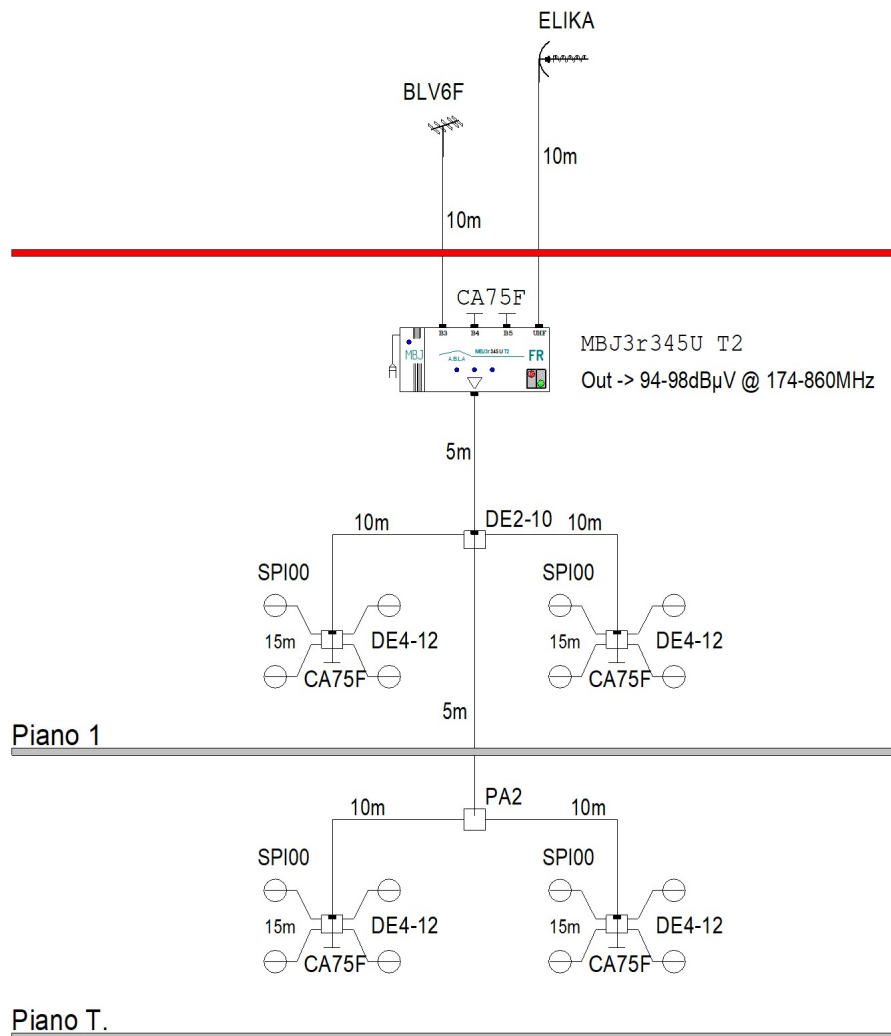 ELIKA
BLV6F
10m
10m
CA75F
B3 B4 B5 UHF
MBJ MBJ3r345U T2 FR
A.B.L.A
MBJ3r345U T2
Out -> 94-98dBµV @ 174-860MHz
5m
10m DE2-10 10m
SPI00 SPI00
15m DE4-12 15m DE4-12
CA75F CA75F
5m
Piano 1
10m PA2 10m
SPI00 SPI00
15m DE4-12 15m DE4-12
CA75F CA75F
Piano T.